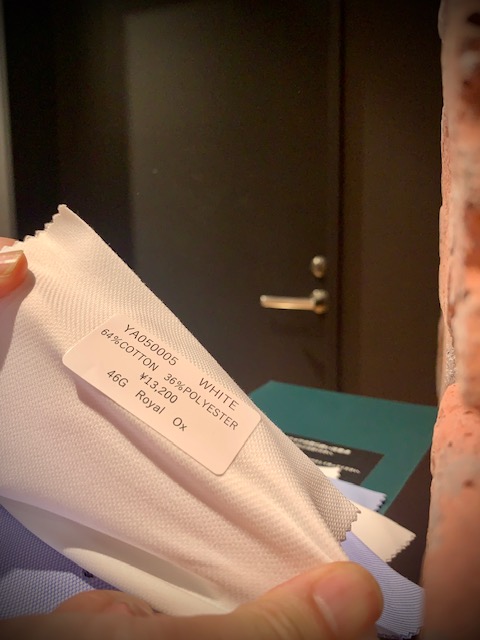 YA050005 WHITE
64%COTTON 36%POLYESTER
¥13,200
46G Royal Ox